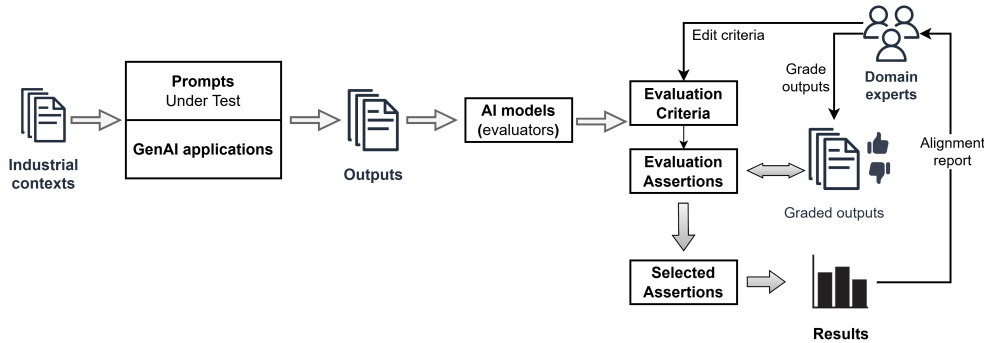 Industrial
contexts
Prompts
Under Test
GenAI applications
Outputs
AI models
(evaluators)
Edit criteria
Evaluation
Criteria
Evaluation
Assertions
Selected
Assertions
Grade
outputs
Domain
experts
Graded outputs
Alignment
report
Results